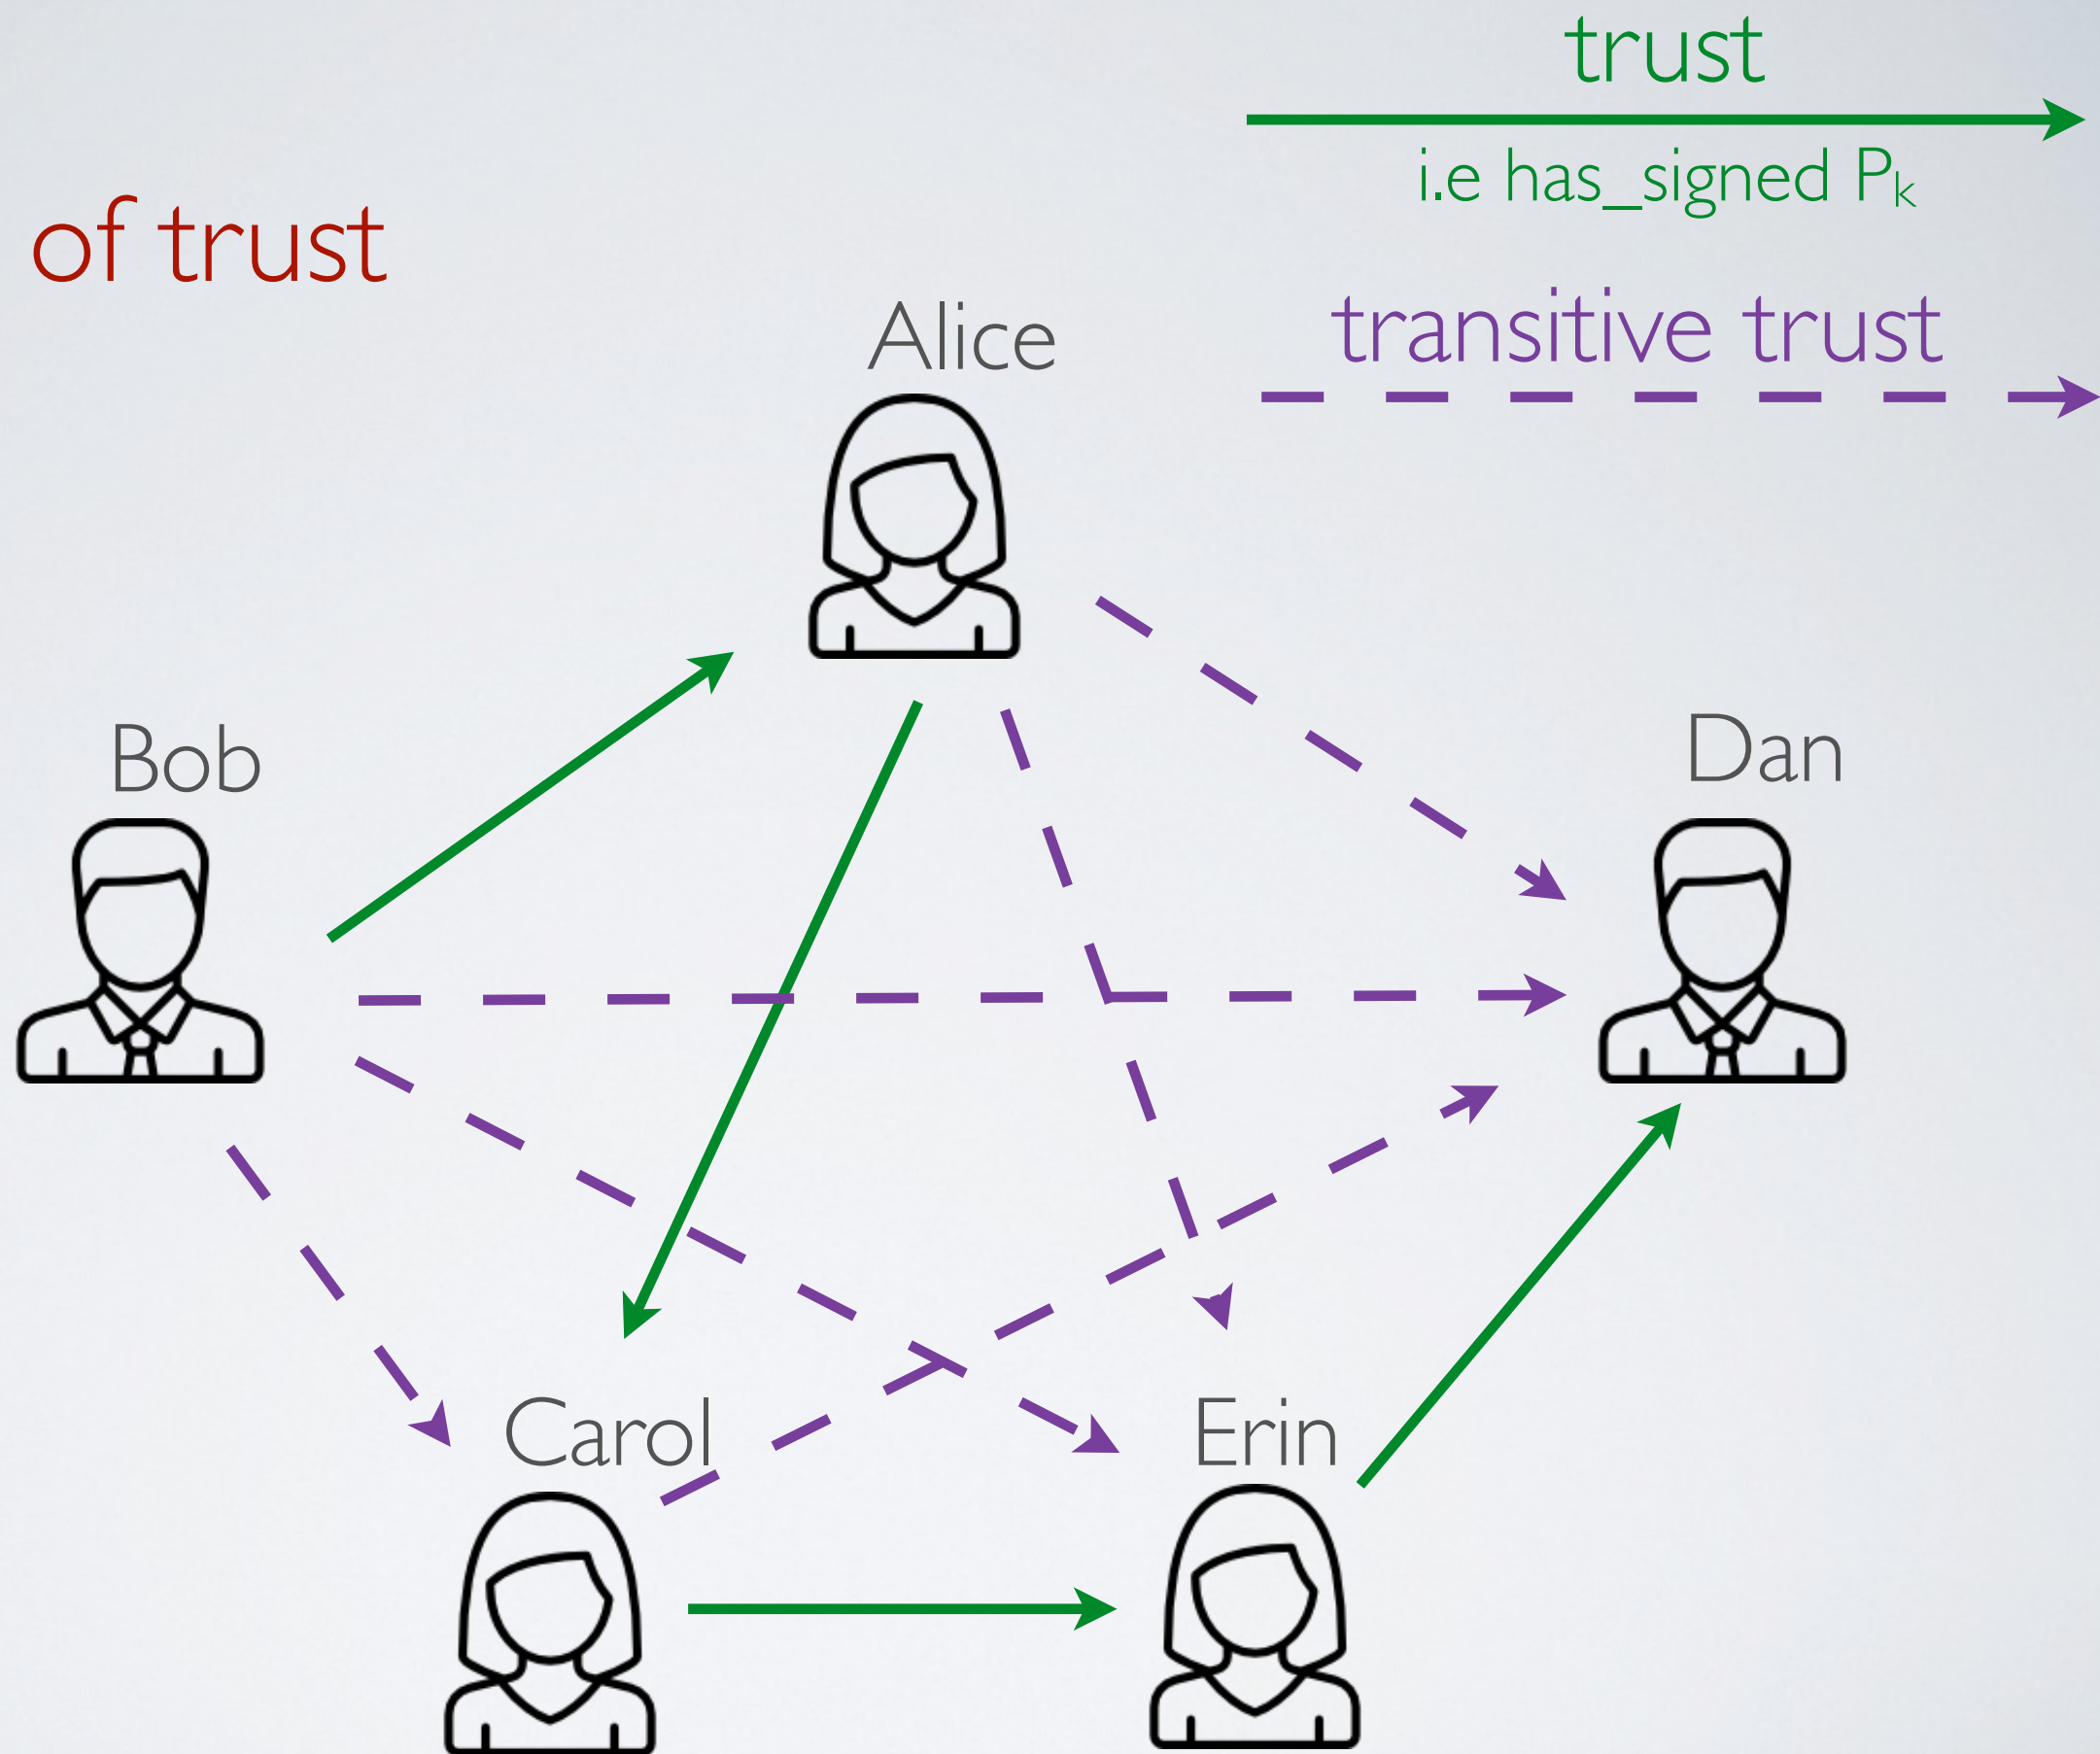 trust
i.e has_signed Pk
of trust
transitive trust
Alice
Bob
Dan
Carol
Erin